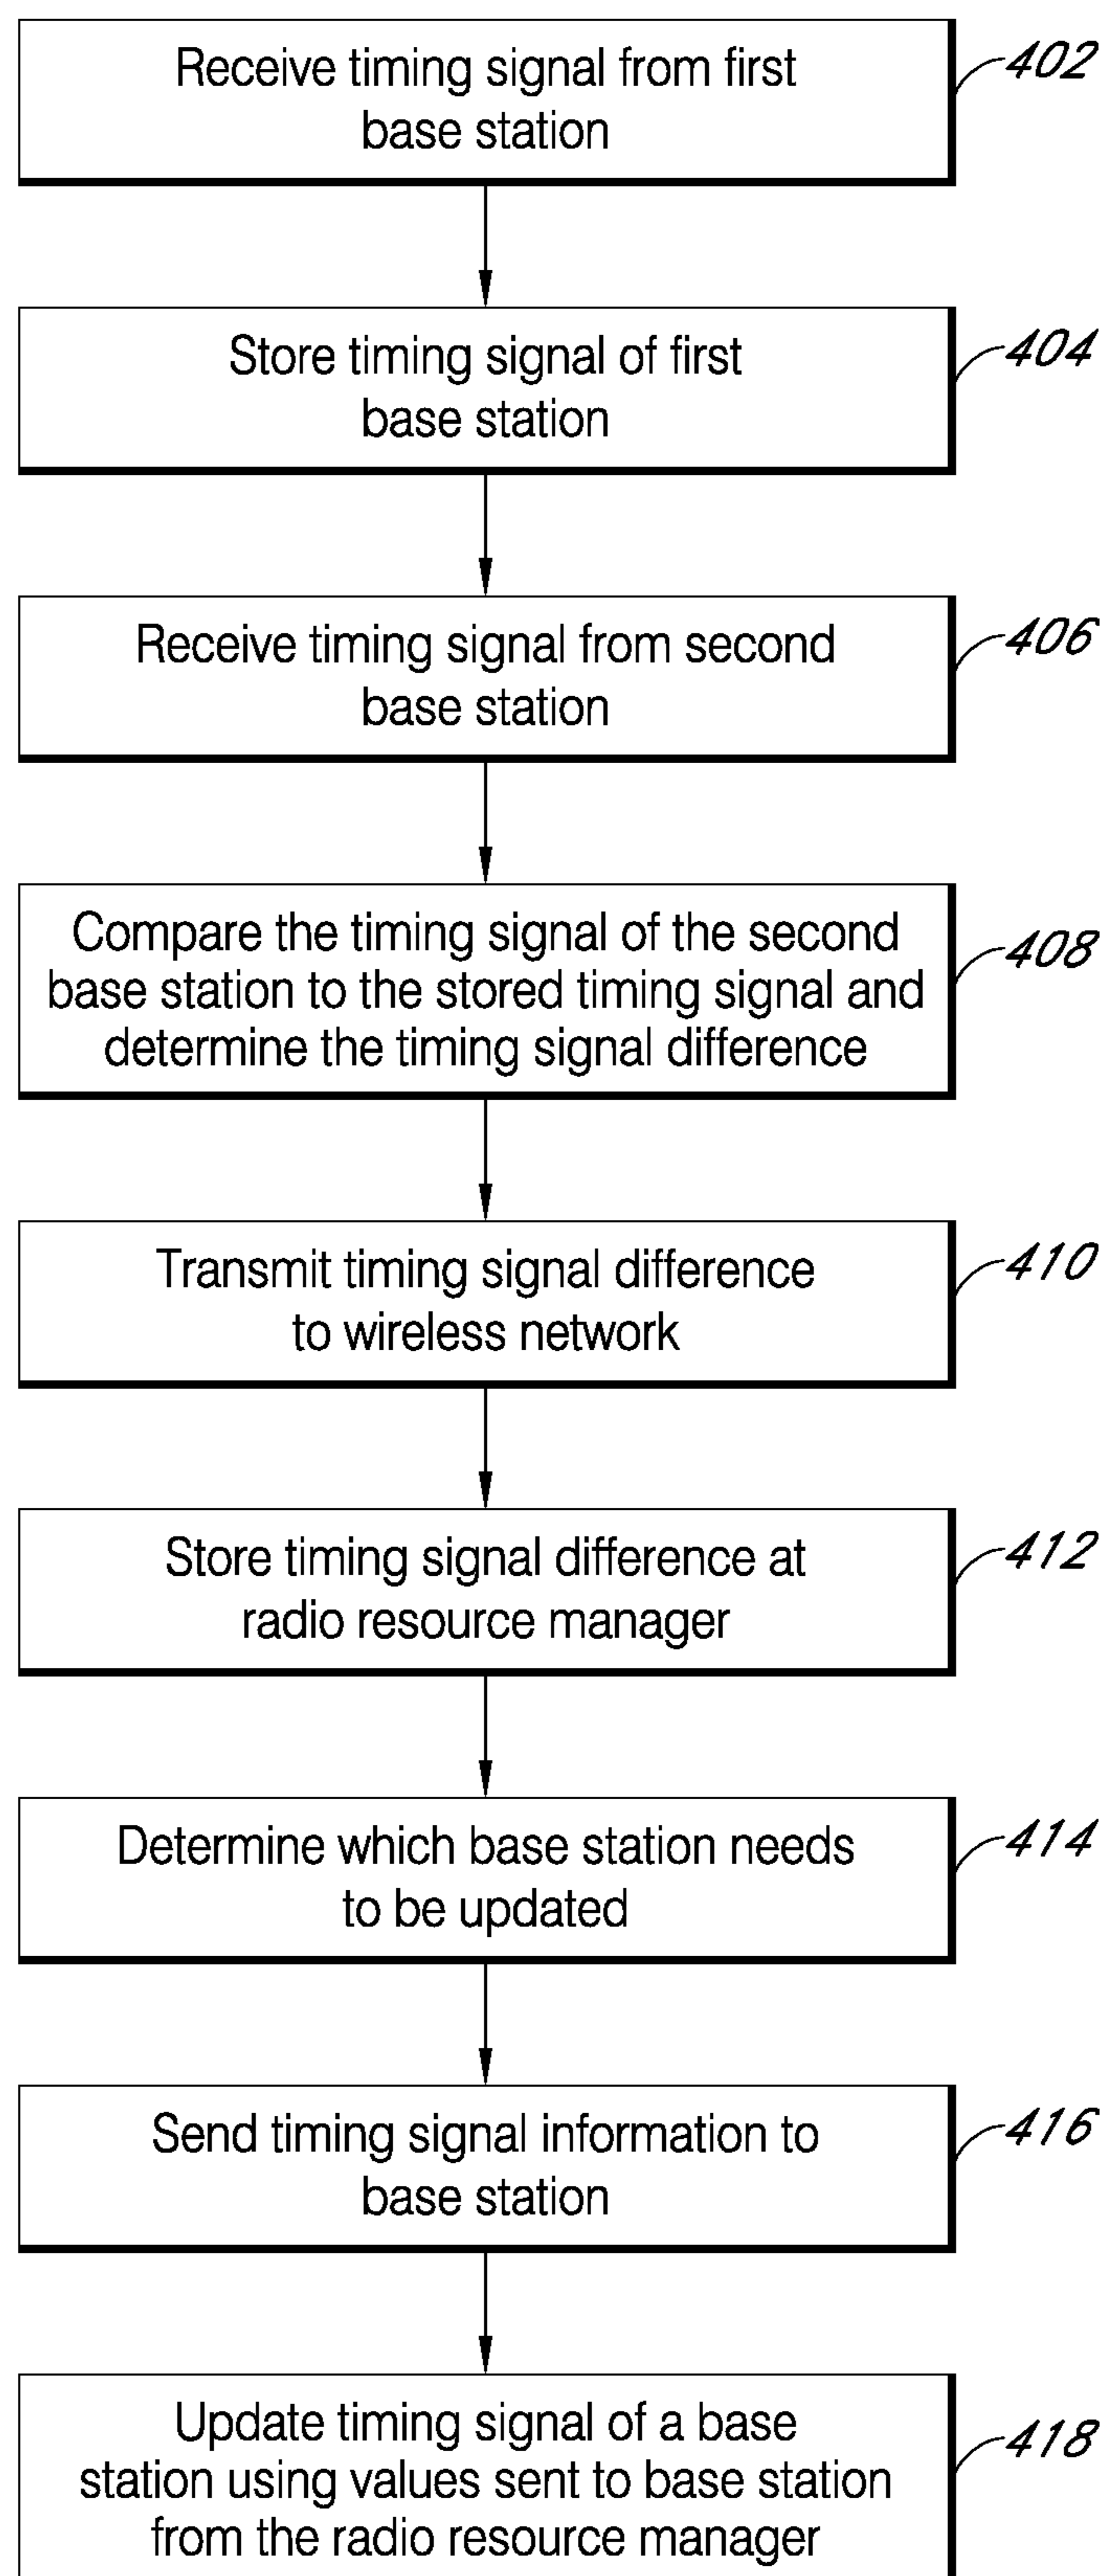 Receive timing signal from first
base station
402
Store timing signal of first
base station
404
Receive timing signal from second
base station
406
Compare the timing signal of the second
base station to the stored timing signal and
determine the timing signal difference
408
Transmit timing signal difference
to wireless network
410
Store timing signal difference at
radio resource manager
412
Determine which base station needs
to be updated
414
Send timing signal information to
base station
416
Update timing signal of a base
station using values sent to base station
from the radio resource manager
418